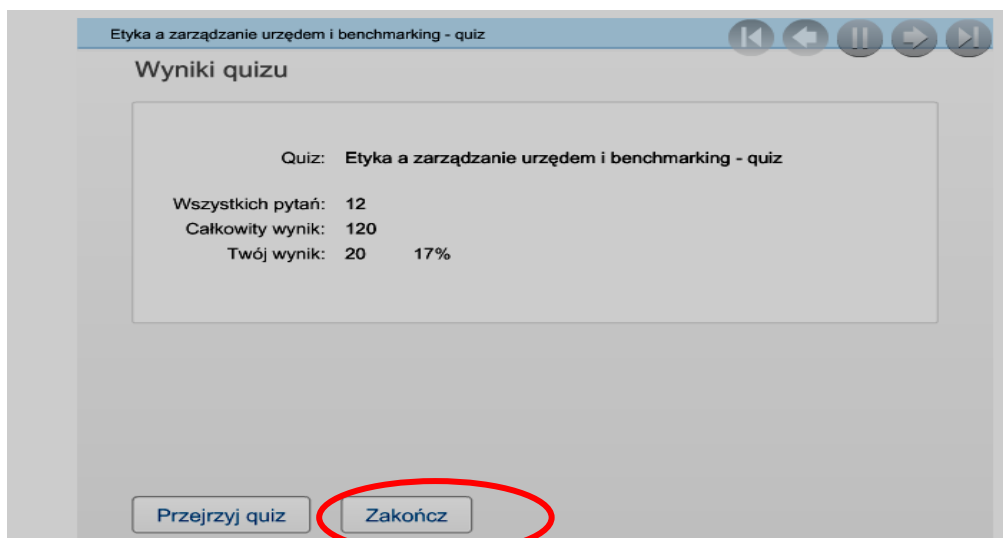 Etyka a zarządzanie urzędem i benchmarking - quiz
Wyniki quizu
Quiz: Etyka a zarządzanie urzędem i benchmarking - quiz
Wszystkich pytań: 12
Całkowity wynik: 120
Twój wynik: 20 17%
Przejrzyj quiz Zakończ